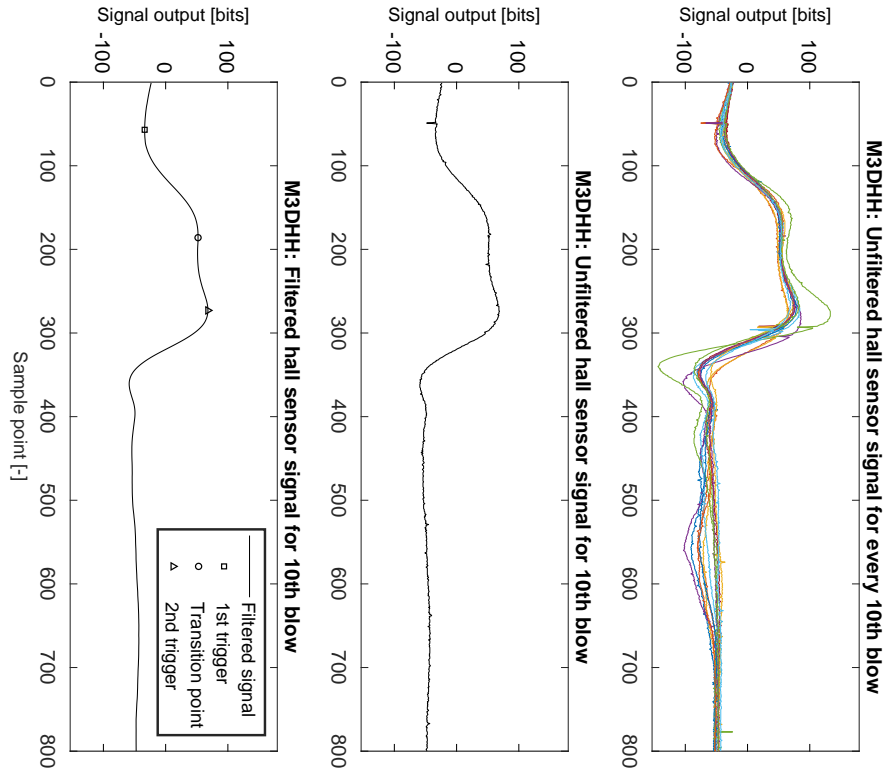 M3DHH: Unfiltered hall sensor signal for every 10th blow
Signal output [bits]
100
0
-100
0 100 200 300 400 500 600 700 800
M3DHH: Unfiltered hall sensor signal for 10th blow
Signal output [bits]
100
0
-100
0 100 200 300 400 500 600 700 800
M3DHH: Filtered hall sensor signal for 10th blow
Signal output [bits]
100
0
-100
Filtered signal
1st trigger
Transition point
2nd trigger
0 100 200 300 400 500 600 700 800
Sample point [-]